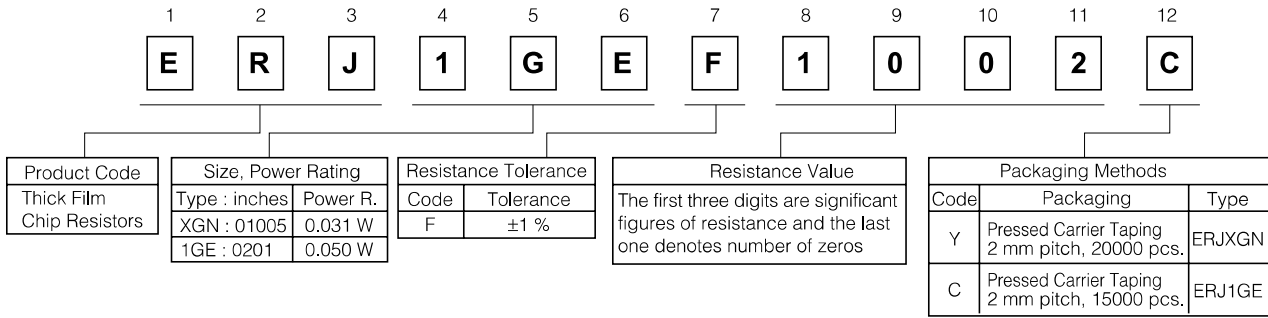 1 2 3 4 5 6 7 8 9 10 11 12
E R J 1 G E F 1 0 0 2 C
Product Code
Thick Film
Chip Resistors
Size, Power Rating
Type : inches Power R.
XGN : 01005 0.031 W
1GE : 0201 0.050 W
Resistance Tolerance
Code Tolerance
F ±1 %
Resistance Value
The first three digits are significant
figures of resistance and the last
one denotes number of zeros
Packaging Methods
Code Packaging Type
Y Pressed Carrier Taping
2 mm pitch, 20000 pcs. ERJXGN
C Pressed Carrier Taping
2 mm pitch, 15000 pcs. ERJ1GE